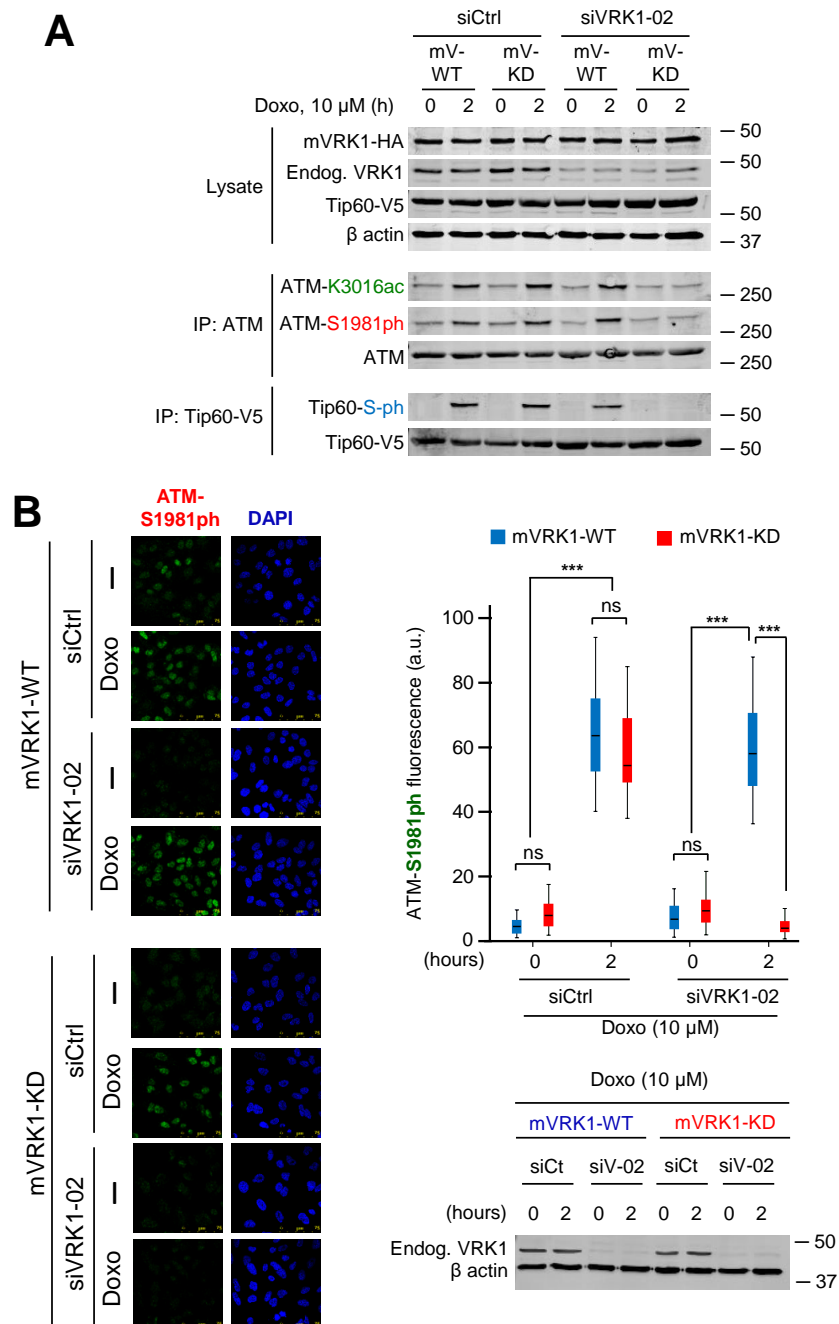 A
siCtrl siVRK1-02
mV-WT mV-KD mV-WT mV-KD
Doxo, 10 µM (h) 0 2 0 2 0 2 0 2
Lysate
mVRK1-HA – 50
Endog. VRK1 – 50
Tip60-V5 – 50
β actin – 37
IP: ATM
ATM-K3016ac – 250
ATM-S1981ph – 250
ATM – 250
IP: Tip60-V5
Tip60-S-ph – 50
Tip60-V5 – 50
B
ATM-
S1981ph DAPI
mVRK1-WT
siCtrl
–
Doxo
siVRK1-02
–
Doxo
mVRK1-KD
siCtrl
–
Doxo
siVRK1-02
–
Doxo
mVRK1-WT mVRK1-KD
ATM-S1981ph fluorescence (a.u.)
100
80
60
40
20
0
***
ns
ns
***
***
ns
(hours) 0 2 0 2
siCtrl siVRK1-02
Doxo (10 µM)
Doxo (10 µM)
mVRK1-WT mVRK1-KD
siCt siV-02 siCt siV-02
(hours) 0 2 0 2 0 2 0 2
Endog. VRK1 – 50
β actin – 37